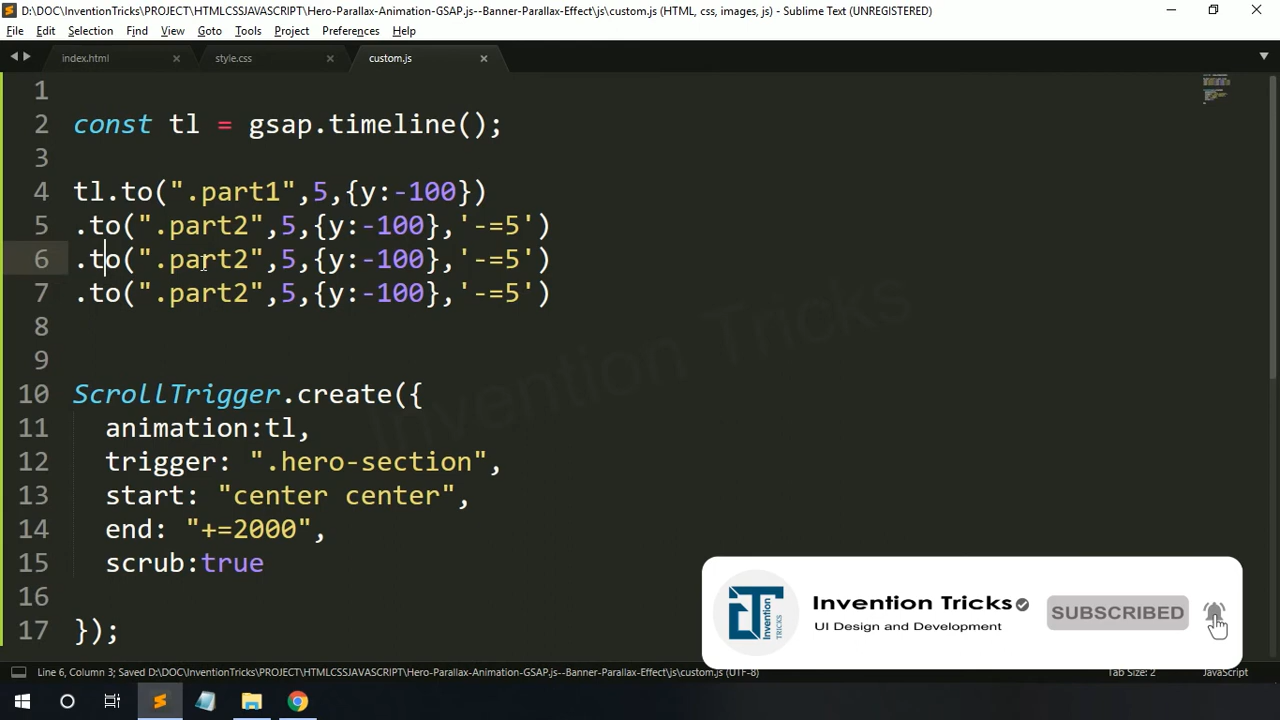 D:\DOC\InventionTricks\PROJECT\HTMLCSSJAVASCRIPT\Hero-Parallax-Animation-GSAP.js--Banner-Parallax-Effect\js\custom.js (HTML, css, images, js) - Sublime Text (UNREGISTERED)
File Edit Selection Find View Goto Tools Project Preferences Help
index.html style.css custom.js
1
2 const tl = gsap.timeline();
3
4 tl.to(".part1",5,{y:-100})
5 .to(".part2",5,{y:-100},'-=5')
6 .to(".part2",5,{y:-100},'-=5')
7 .to(".part2",5,{y:-100},'-=5')
8
9
10 ScrollTrigger.create({
11 animation:tl,
12 trigger: ".hero-section",
13 start: "center center",
14 end: "+=2000",
15 scrub:true
16
17 });
Invention Tricks
Invention Tricks
UI Design and Development
SUBSCRIBED
Line 6, Column 3; Saved D:\DOC\InventionTricks\PROJECT\HTMLCSSJAVASCRIPT\Hero-Parallax-Animation-GSAP.js--Banner-Parallax-Effect\js\custom.js (UTF-8) Tab Size: 2 JavaScript